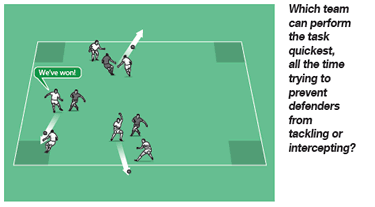 We've won!
Which team
can perform
the task
quickest,
all the time
trying to
prevent
defenders
from
tackling or
intercepting?